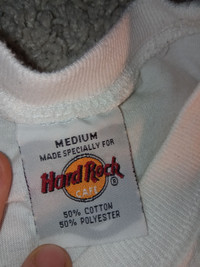 MEDIUM
MADE SPECIALLY FOR
Hard Rock
CAFE
®
50% COTTON
50% POLYESTER